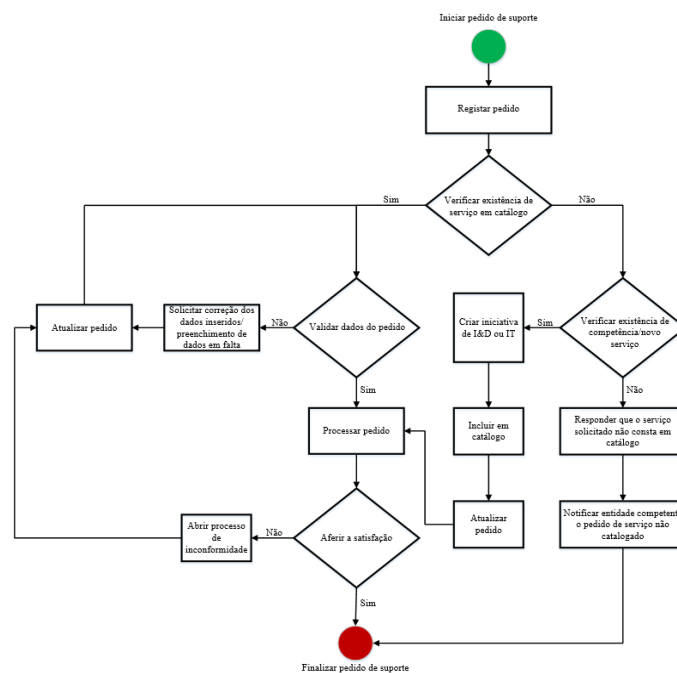 Iniciar pedido de suporte
Registar pedido
Verificar existência de
serviço em catálogo
Sim
Não
Atualizar pedido
Solicitar correção dos
dados inseridos/
preenchimento de
dados em falta
Não
Validar dados do pedido
Criar iniciativa
de I&D ou IT
Sim
Verificar existência de
competência/novo
serviço
Sim
Não
Processar pedido
Incluir em
catálogo
Responder que o serviço
solicitado não consta em
catálogo
Abrir processo
de
inconformidade
Não
Aferir a satisfação
Atualizar
pedido
Notificar entidade competente
o pedido de serviço não
catalogado
Sim
Finalizar pedido de suporte